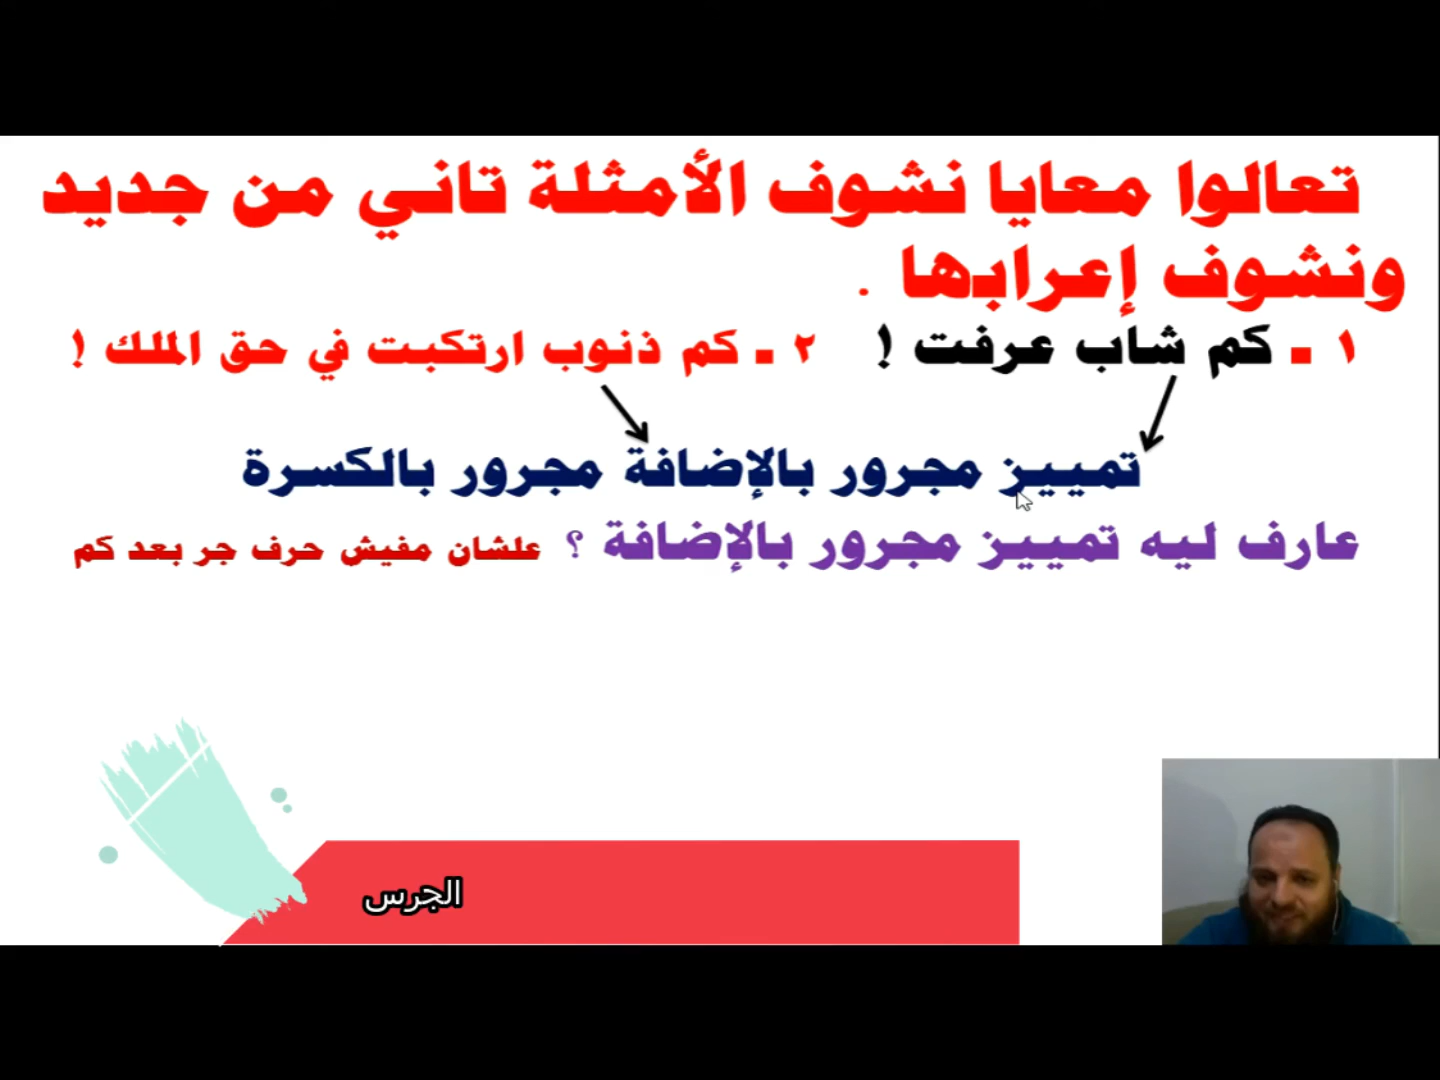 تعالوا معايا نشوف الأمثلة تاني من جديد
ونشوف إعرابها .
١ - كم شاب عرفت ! ٢ - كم ذنوب ارتكبت في حق الملك !
تمييز مجرور بالإضافة مجرور بالكسرة
عارف ليه تمييز مجرور بالإضافة ؟ علشان مفيش حرف جر بعد كم
الجرس